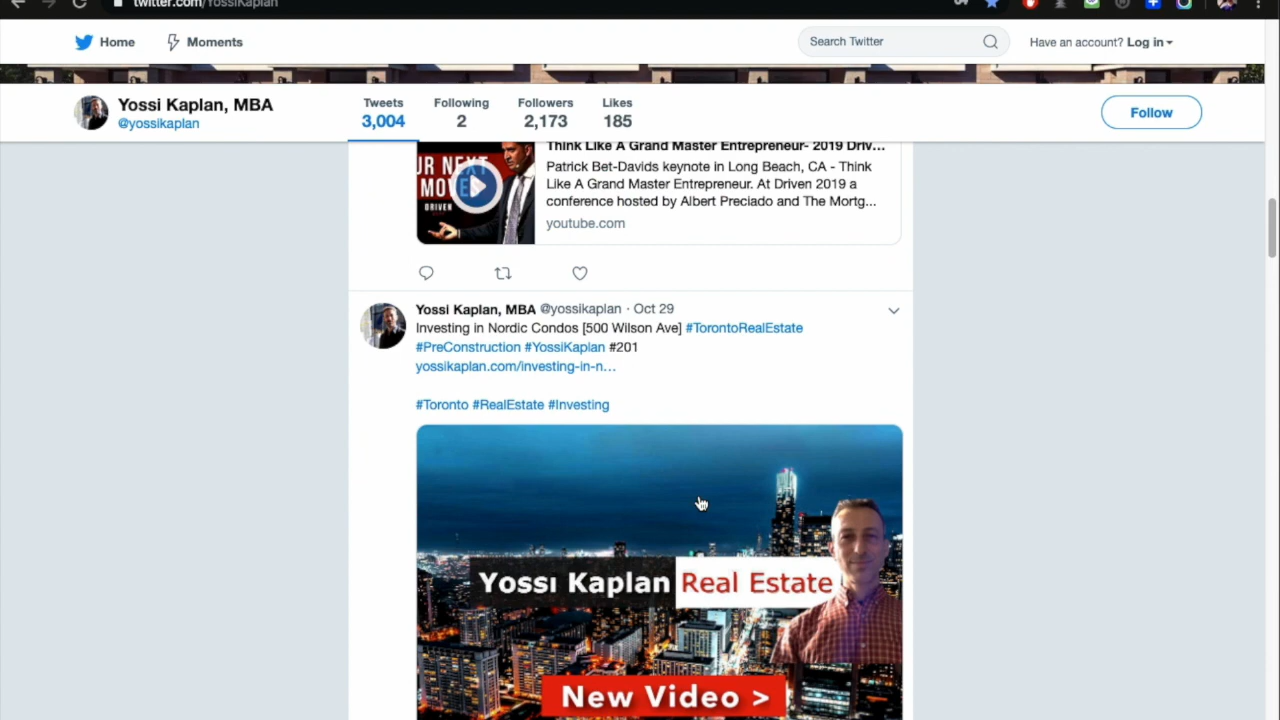 twitter.com/YossiKaplan
Home
Moments
Search Twitter
Have an account? Log in
Yossi Kaplan, MBA
@yossikaplan
Tweets
3,004
Following
2
Followers
2,173
Likes
185
Follow
Think Like A Grand Master Entrepreneur- 2019 Driv...
Patrick Bet-Davids keynote in Long Beach, CA - Think
Like A Grand Master Entrepreneur. At Driven 2019 a
conference hosted by Albert Preciado and The Mortg...
youtube.com
UR NEXT
MOVE
DRIVEN
Yossi Kaplan, MBA @yossikaplan · Oct 29
Investing in Nordic Condos [500 Wilson Ave] #TorontoRealEstate
#PreConstruction #YossiKaplan #201
yossikaplan.com/investing-in-n...
#Toronto #RealEstate #Investing
Yossi Kaplan Real Estate
New Video >